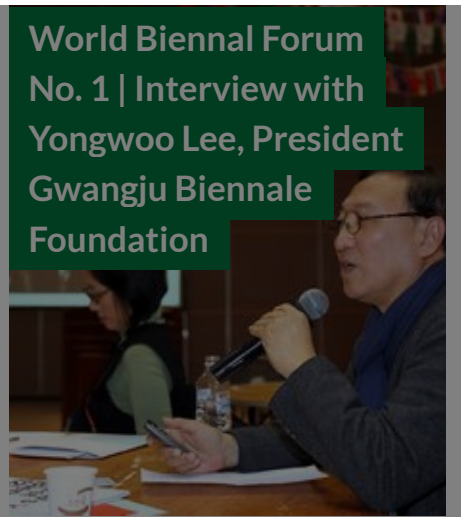 World Biennal Forum
No. 1 | Interview with
Yongwoo Lee, President
Gwangju Biennale
Foundation